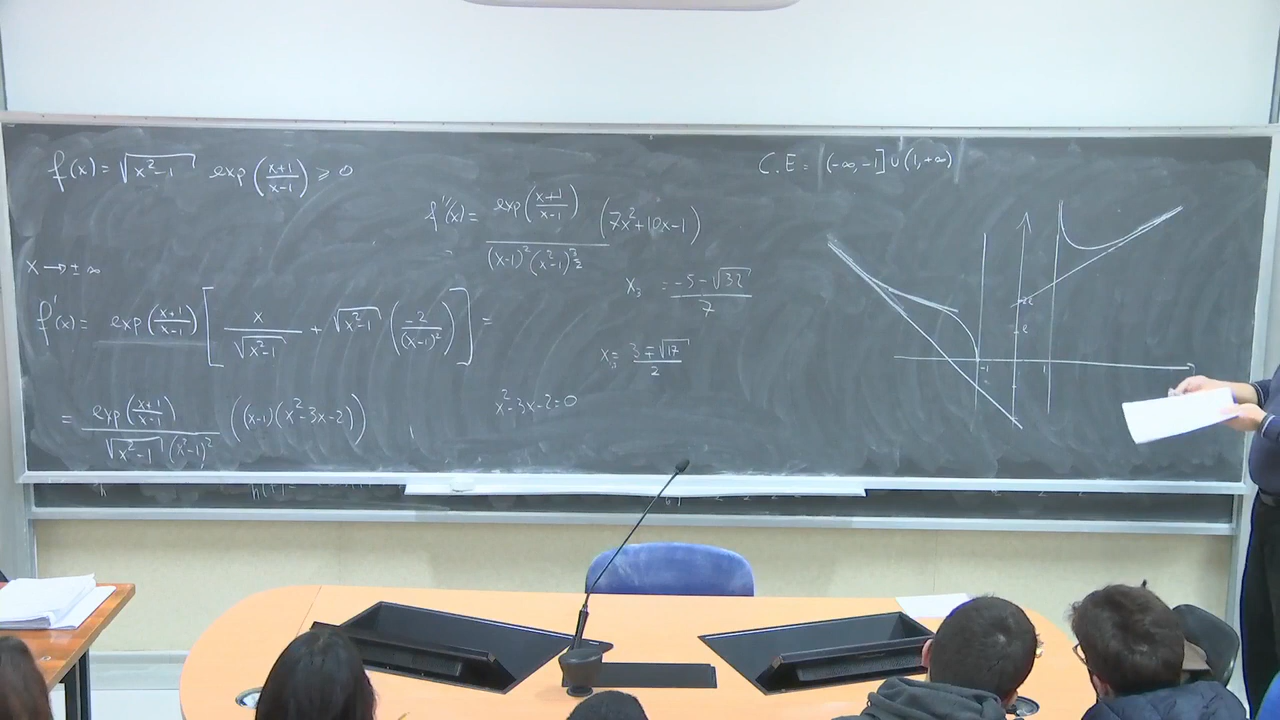 f(x) = √(x²-1) exp((x+1)/(x-1)) ⩾ 0
x → ± ∞
f'(x) = exp((x+1)/(x-1)) [ x/√(x²-1) + √(x²-1) (-2/(x-1)²) ] =
= exp((x+1)/(x-1)) / (√(x²-1) (x-1)²) ((x-1)(x²-3x-2))
f''(x) = exp((x+1)/(x-1)) / ((x-1)²(x²-1)^(3/2)) (7x²+10x-1)
x₃ = (-5-√32)/7
x = (3∓√17)/2
x²-3x-2=0
C.E = (-∞,-1] ∪ (1,+∞)
2e
e
-1
1